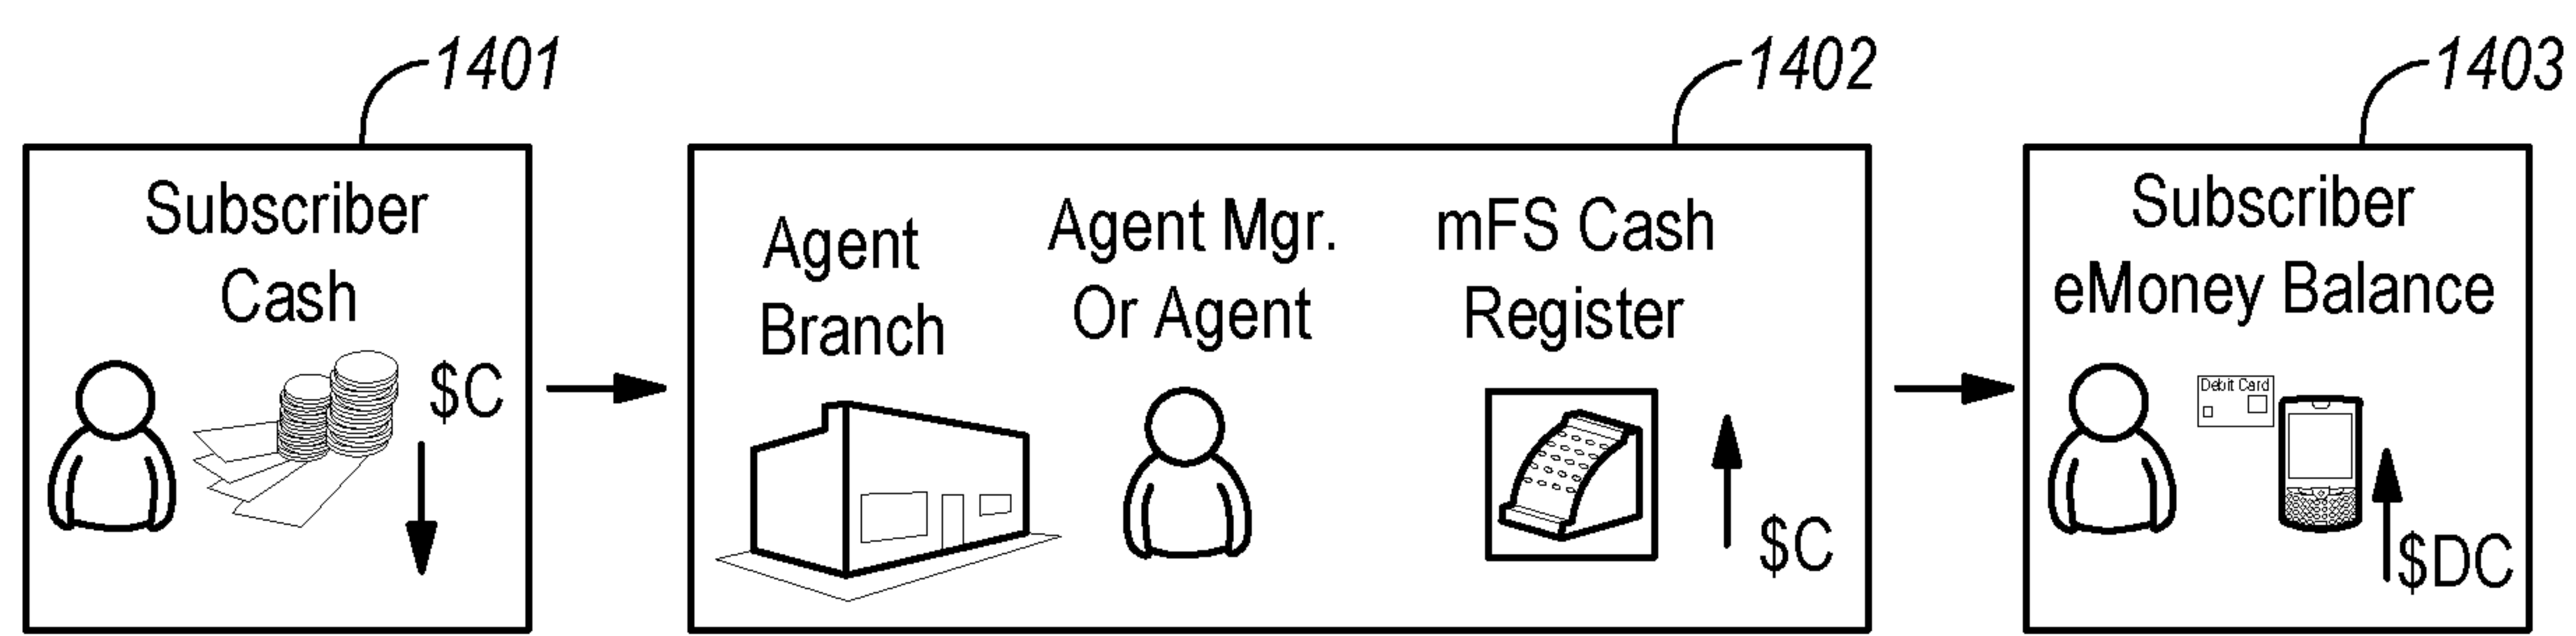 1401
1402
1403
Subscriber
Cash
$C
Agent
Branch
Agent Mgr.
Or Agent
mFS Cash
Register
$C
Subscriber
eMoney Balance
Debit Card
$DC